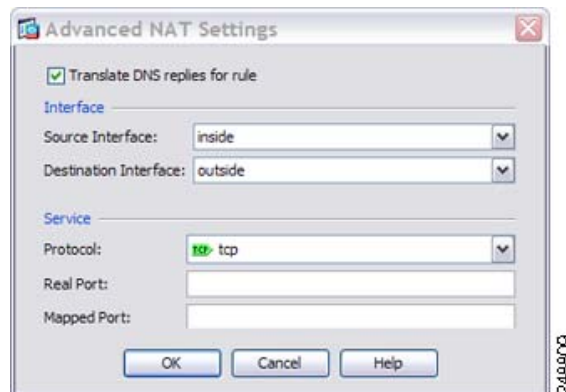 Advanced NAT Settings
Translate DNS replies for rule
Interface
Source Interface: inside
Destination Interface: outside
Service
Protocol: TCP tcp
Real Port:
Mapped Port:
OK Cancel Help